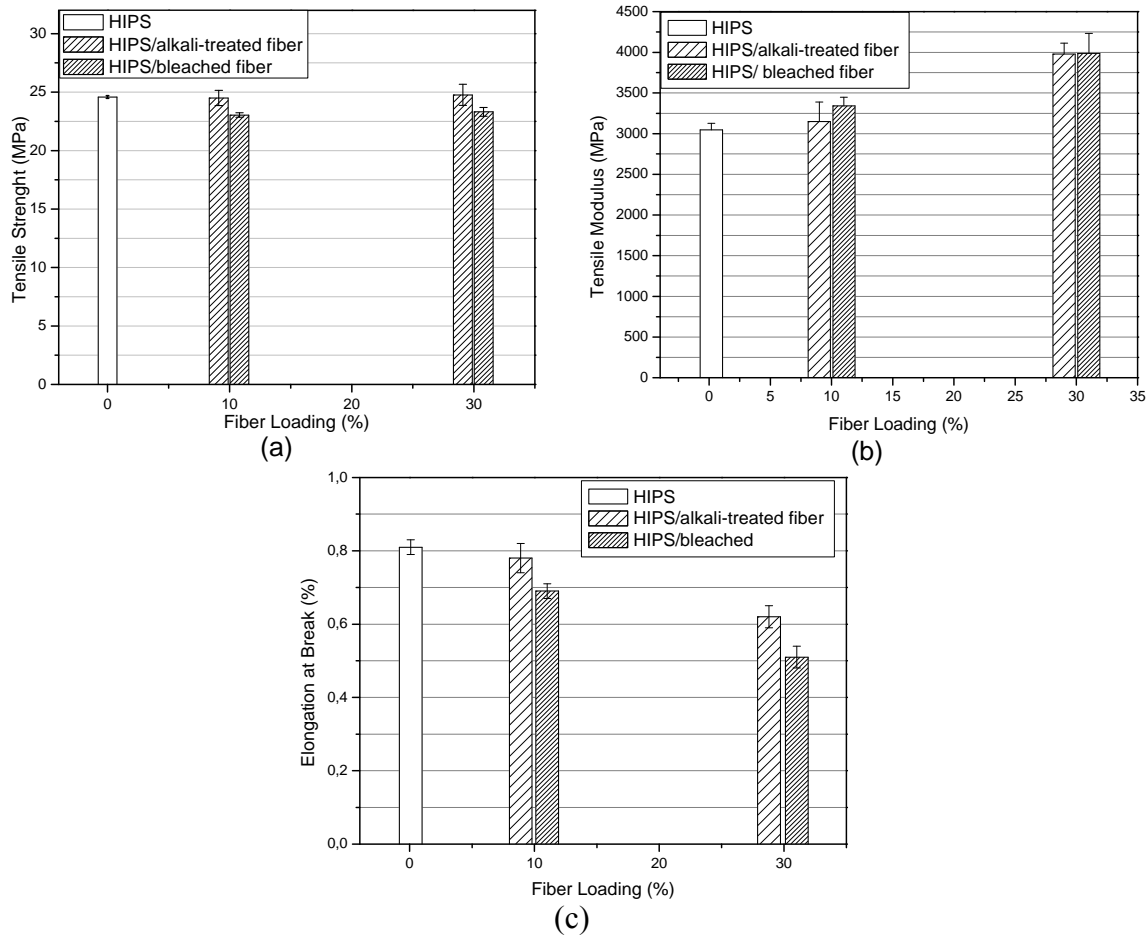 HIPS
HIPS/alkali-treated fiber
HIPS/bleached fiber
30
25
20
15
10
5
0
Tensile Strenght (MPa)
0
10
20
30
Fiber Loading (%)
(a)
HIPS
HIPS/alkali-treated fiber
HIPS/ bleached fiber
4500
4000
3500
3000
2500
2000
1500
1000
500
0
Tensile Modulus (MPa)
0
5
10
15
20
25
30
35
Fiber Loading (%)
(b)
HIPS
HIPS/alkali-treated fiber
HIPS/bleached
1,0
0,8
0,6
0,4
0,2
0,0
Elongation at Break (%)
0
10
20
30
Fiber Loading (%)
(c)